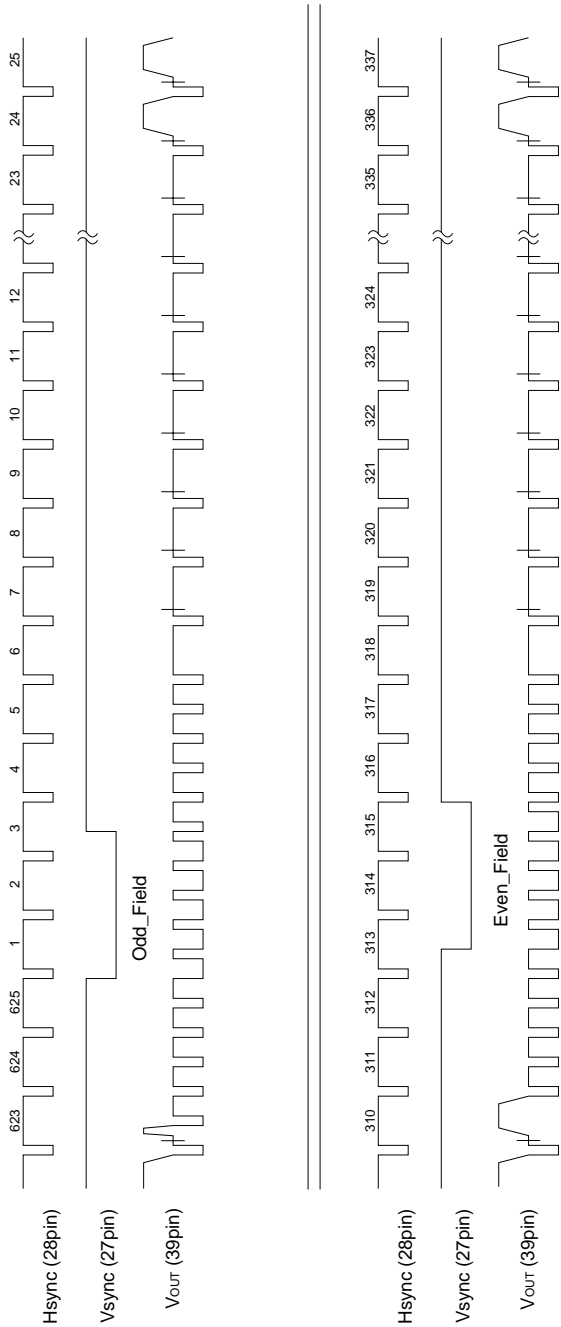 623 624 625 1 2 3 4 5 6 7 8 9 10 11 12 23 24 25
Hsync (28pin)
Vsync (27pin)
Odd_Field
VOUT (39pin)
310 311 312 313 314 315 316 317 318 319 320 321 322 323 324 335 336 337
Hsync (28pin)
Vsync (27pin)
Even_Field
VOUT (39pin)